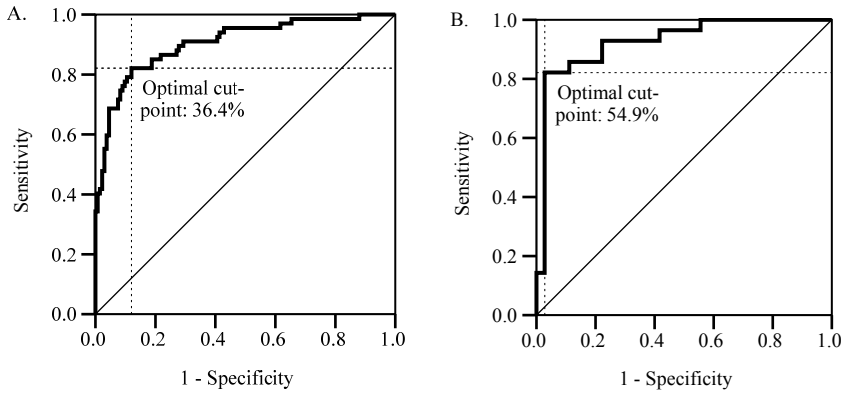 A.
1.0
0.8
0.6
0.4
0.2
0.0
Sensitivity
Optimal cut-
point: 36.4%
0.0 0.2 0.4 0.6 0.8 1.0
1 - Specificity
B.
1.0
0.8
0.6
0.4
0.2
0.0
Sensitivity
Optimal cut-
point: 54.9%
0.0 0.2 0.4 0.6 0.8 1.0
1 - Specificity